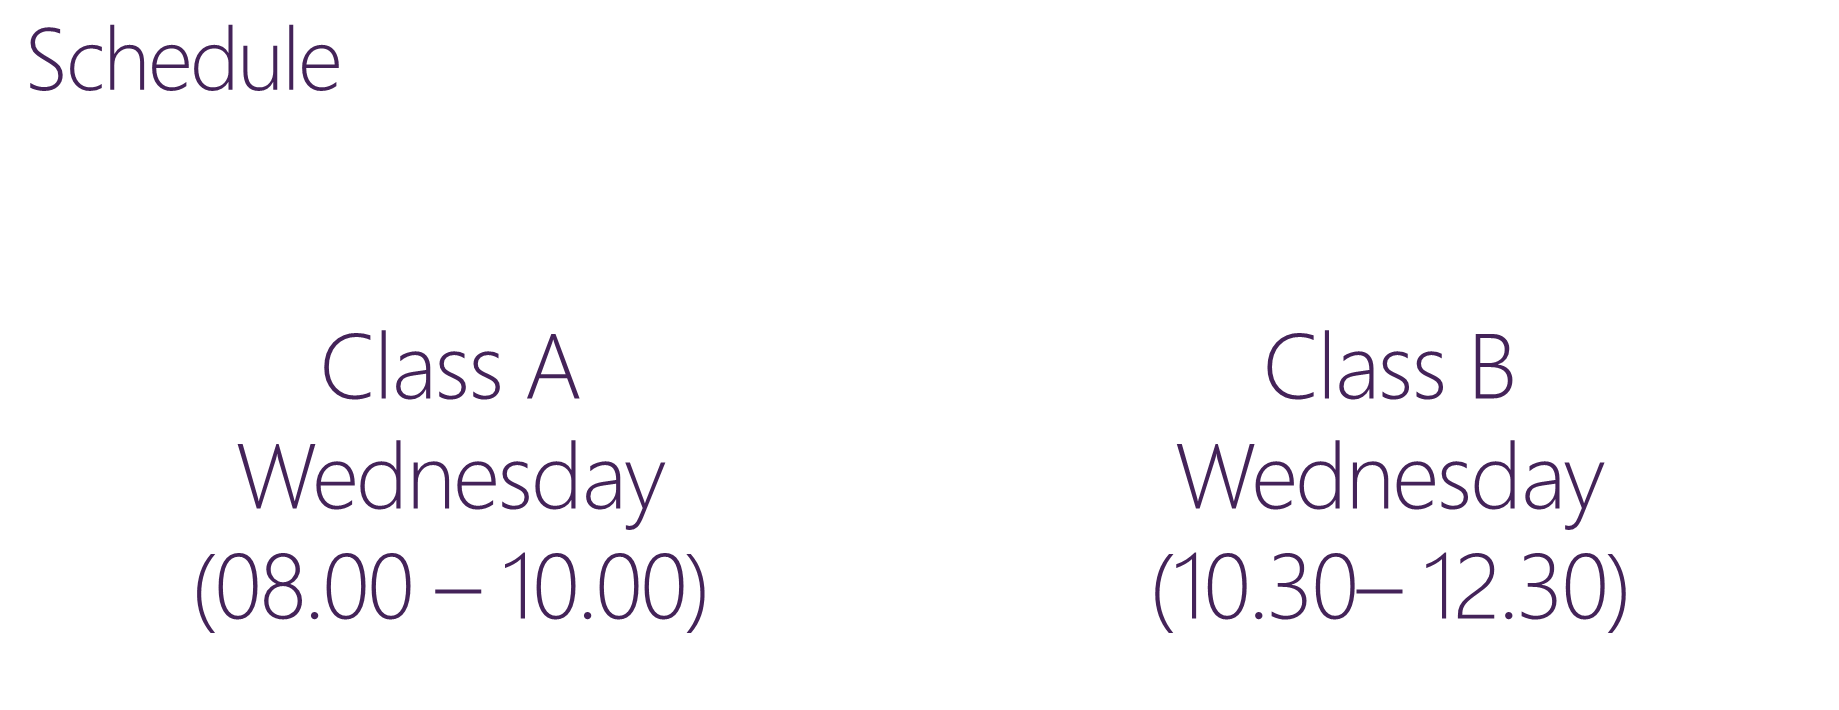 Schedule
Class A
Wednesday
(08.00 – 10.00)
Class B
Wednesday
(10.30– 12.30)